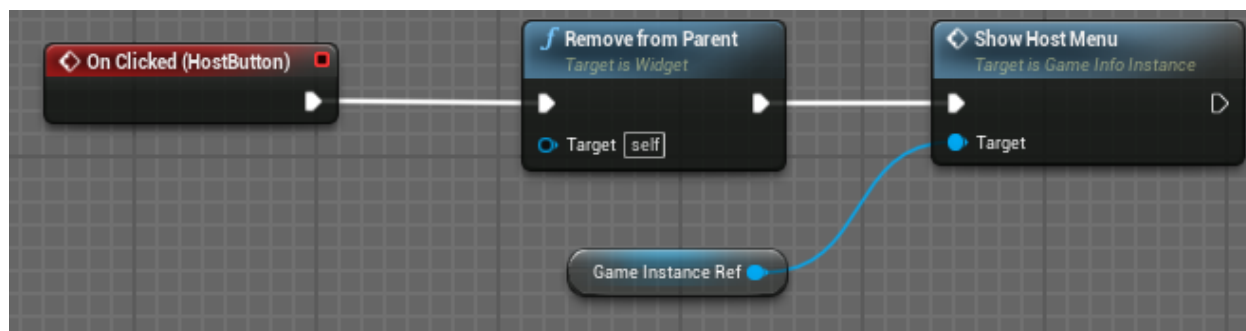 On Clicked (HostButton)
Remove from Parent
Target is Widget
Target self
Show Host Menu
Target is Game Info Instance
Target
Game Instance Ref